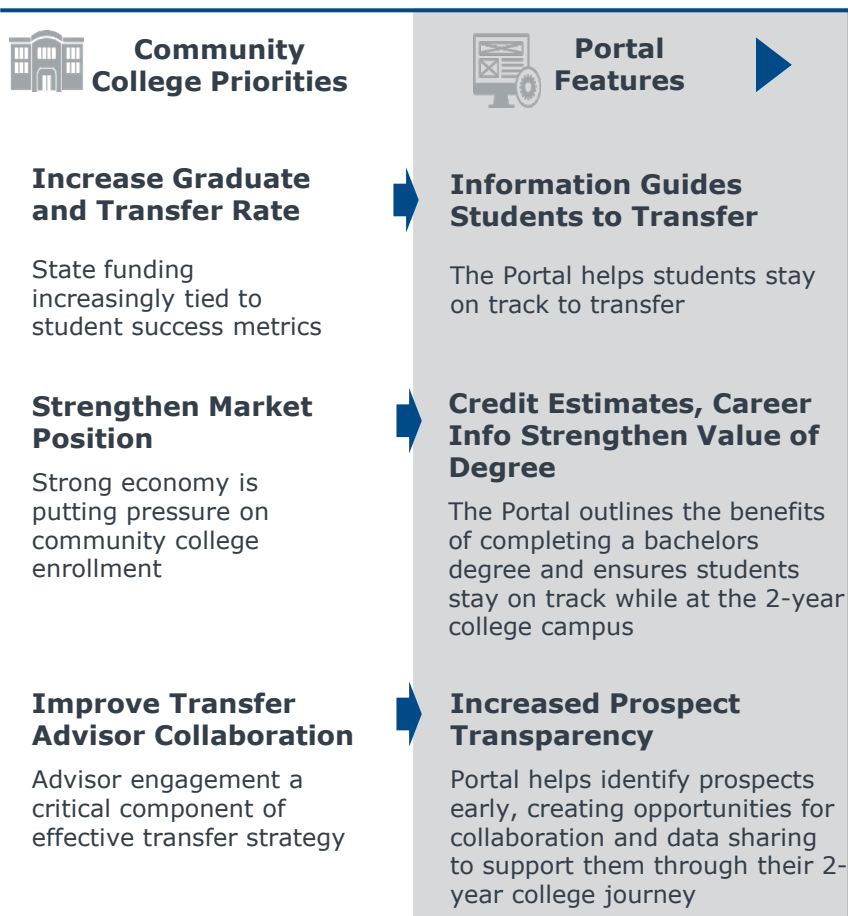 Community
College Priorities
Portal
Features
Increase Graduate
and Transfer Rate
State funding
increasingly tied to
student success metrics
Information Guides
Students to Transfer
The Portal helps students stay
on track to transfer
Strengthen Market
Position
Strong economy is
putting pressure on
community college
enrollment
Credit Estimates, Career
Info Strengthen Value of
Degree
The Portal outlines the benefits
of completing a bachelors
degree and ensures students
stay on track while at the 2-year
college campus
Improve Transfer
Advisor Collaboration
Advisor engagement a
critical component of
effective transfer strategy
Increased Prospect
Transparency
Portal helps identify prospects
early, creating opportunities for
collaboration and data sharing
to support them through their 2-
year college journey